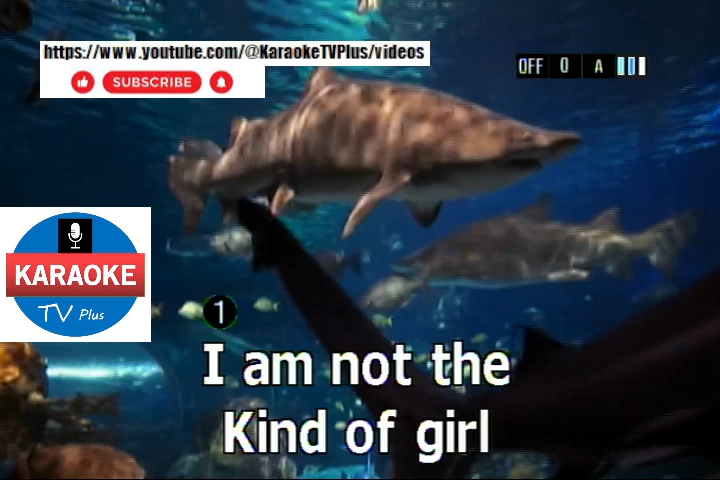 https://www.youtube.com/@KaraokeTVPlus/videos
SUBSCRIBE
OFF 0 A
KARAOKE
TV Plus
1
I am not the
Kind of girl